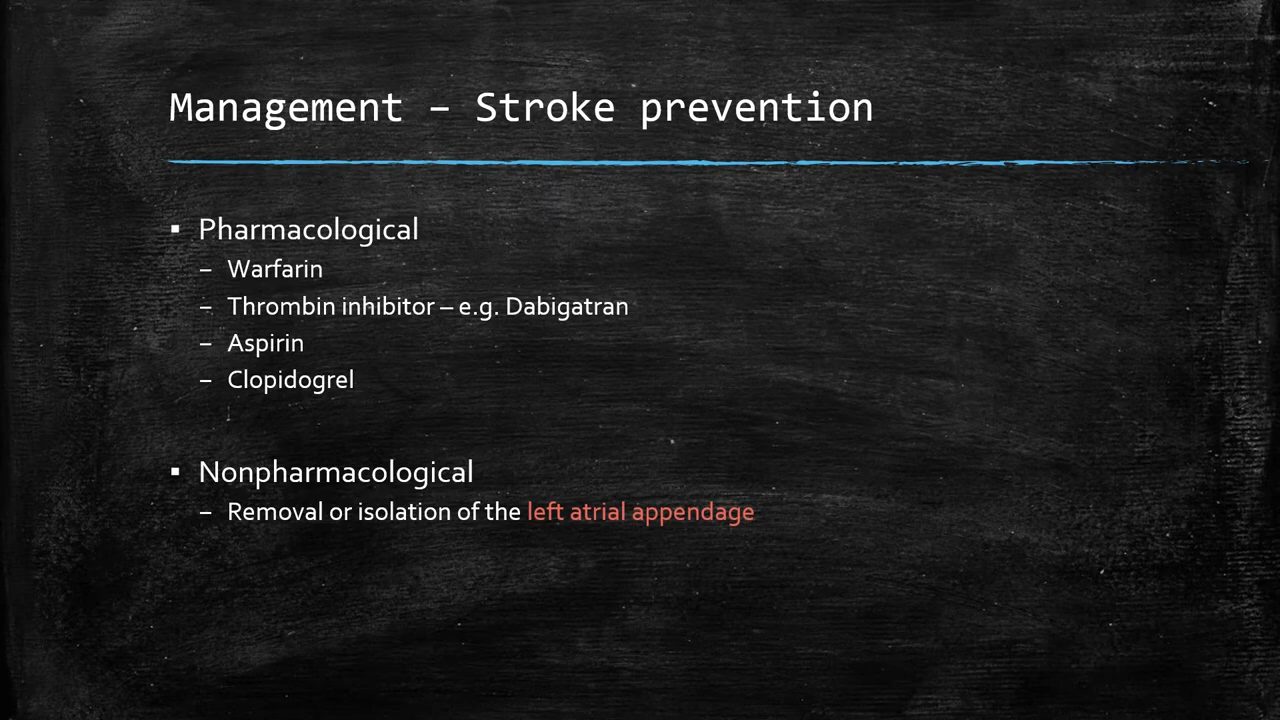 Management – Stroke prevention
▪ Pharmacological
– Warfarin
– Thrombin inhibitor – e.g. Dabigatran
– Aspirin
– Clopidogrel
▪ Nonpharmacological
– Removal or isolation of the left atrial appendage